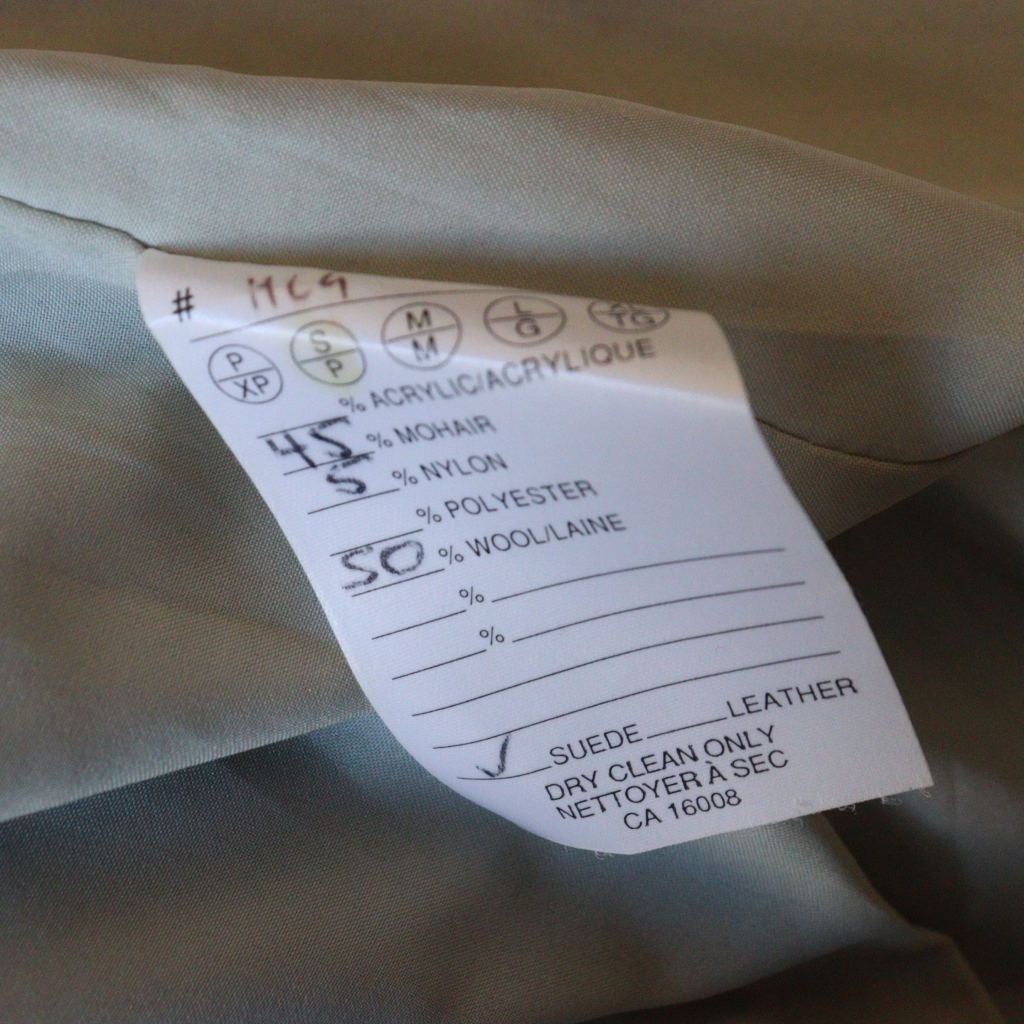 #
P XP S P M M L G TG
% ACRYLIC/ACRYLIQUE
45 % MOHAIR
5 % NYLON
% POLYESTER
50 % WOOL/LAINE
%
%
✓ SUEDE LEATHER
DRY CLEAN ONLY
NETTOYER À SEC
CA 16008